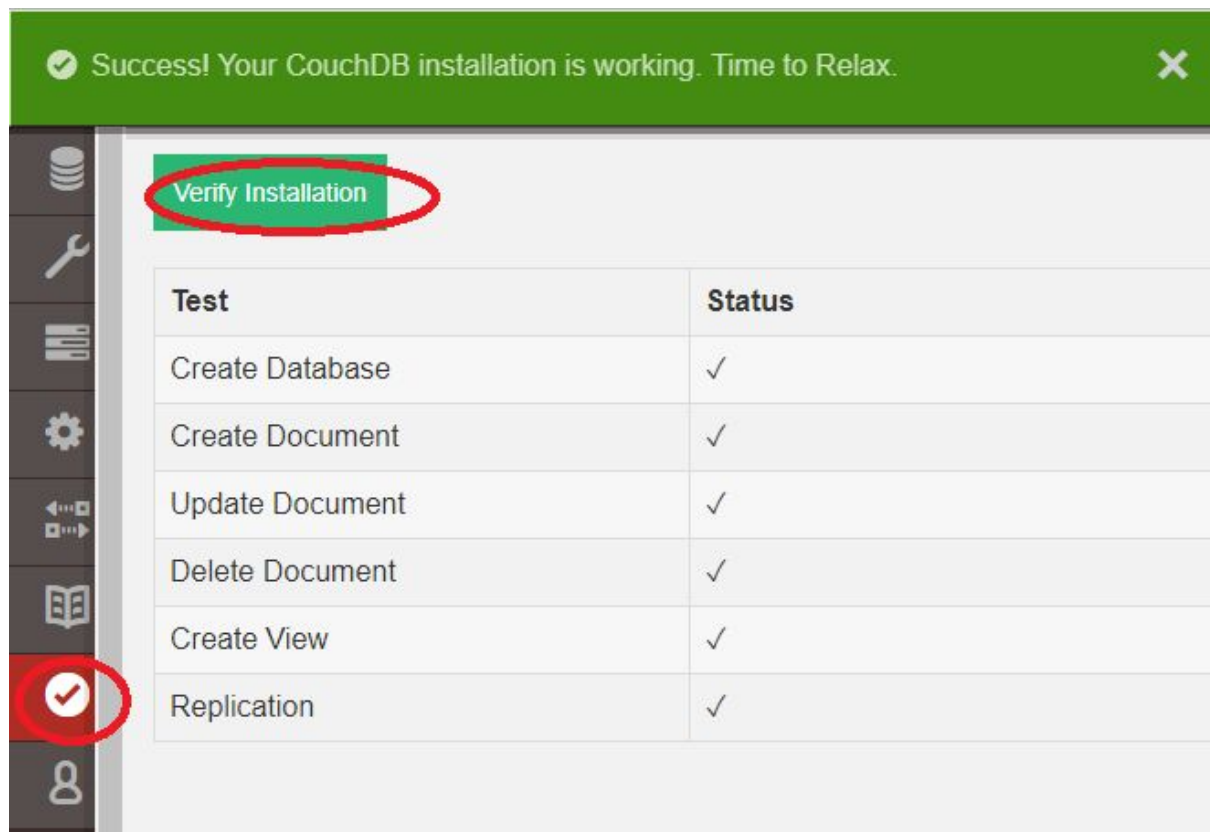 Success! Your CouchDB installation is working. Time to Relax.
Verify Installation
Test Status
Create Database ✓
Create Document ✓
Update Document ✓
Delete Document ✓
Create View ✓
Replication ✓